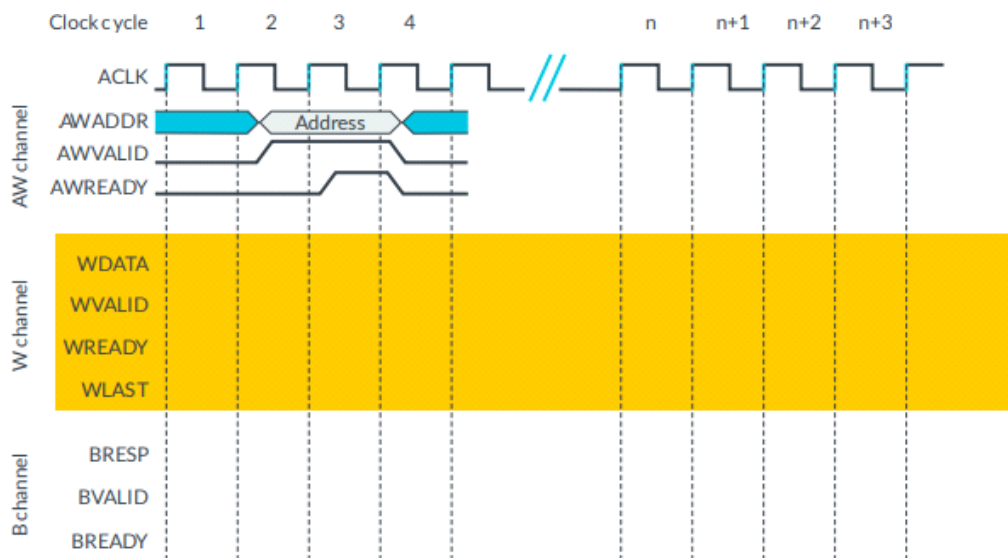 Clock cycle 1 2 3 4 n n+1 n+2 n+3
ACLK
AW channel
AWADDR Address
AWVALID
AWREADY
W channel
WDATA
WVALID
WREADY
WLAST
B channel
BRESP
BVALID
BREADY